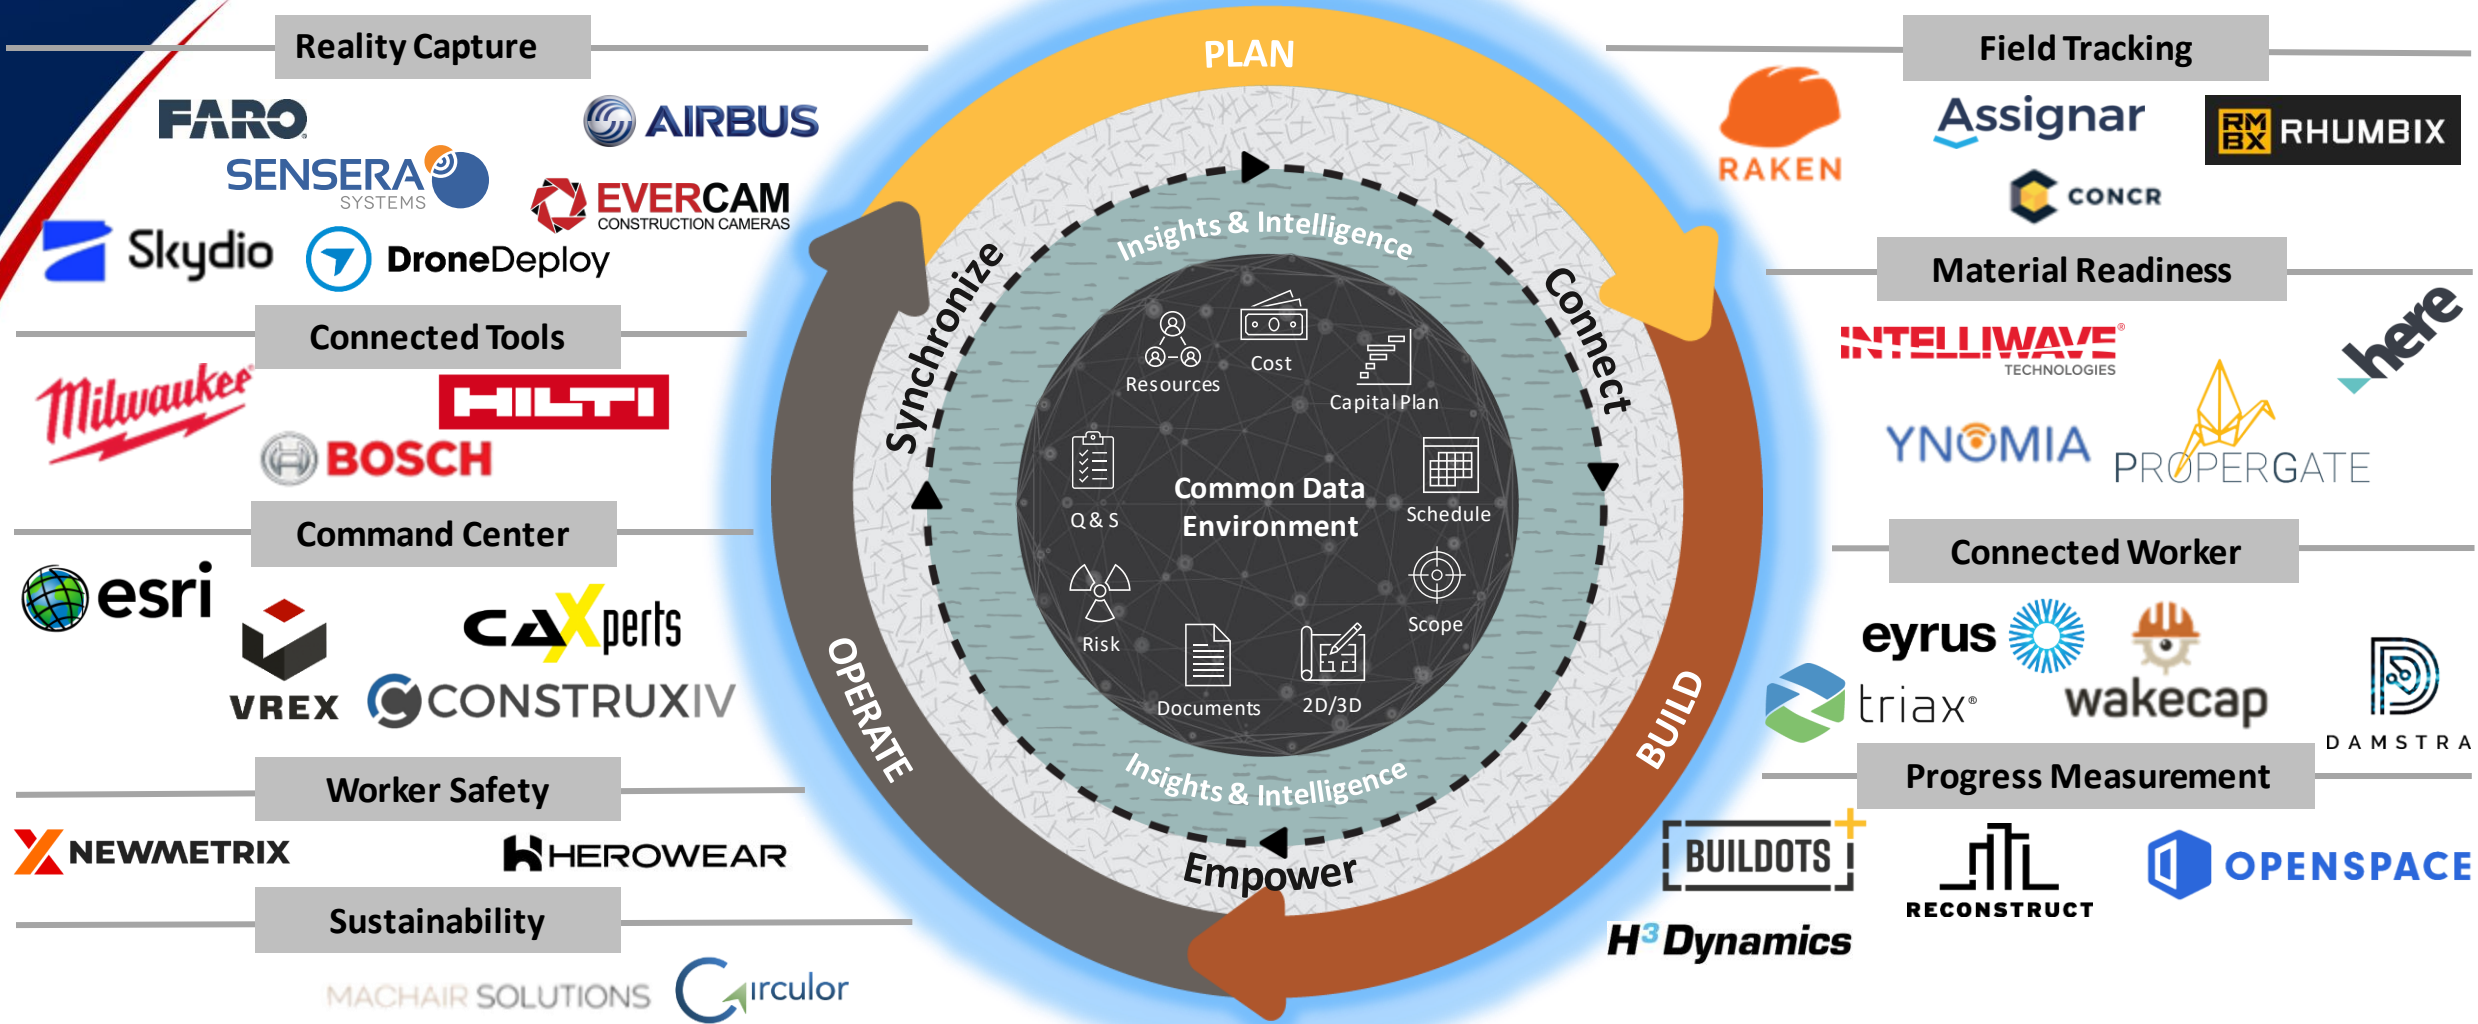 Reality Capture
FARO
AIRBUS
SENSERA
SYSTEMS
EVERCAM
CONSTRUCTION CAMERAS
Skydio
DroneDeploy
Connected Tools
Milwaukee
HILTI
BOSCH
Command Center
esri
VREX
CAXperts
CONSTRUXIV
Worker Safety
NEWMETRIX
HEROWEAR
Sustainability
MACHAIR SOLUTIONS
Circulor
PLAN
BUILD
OPERATE
Synchronize
Connect
Empower
Insights & Intelligence
Resources
Cost
Capital Plan
Q & S
Common Data
Environment
Schedule
Risk
Scope
Documents
2D/3D
Insights & Intelligence
Field Tracking
RAKEN
Assignar
RM
BX
RHUMBIX
CONCR
Material Readiness
INTELLIWAVE®
TECHNOLOGIES
here
YNOMIA
PROPERGATE
Connected Worker
eyrus
triax®
wakecap
DAMSTRA
Progress Measurement
BUILDOTS
RECONSTRUCT
OPENSPACE
H³ Dynamics